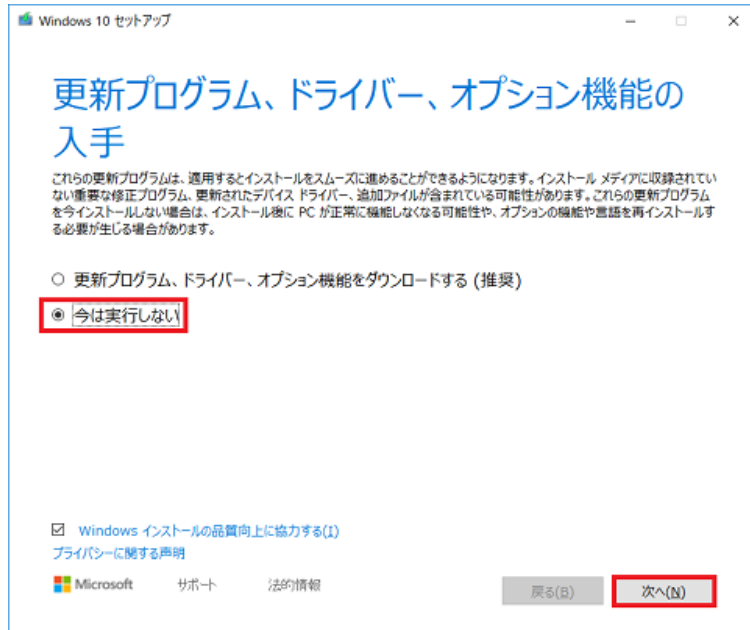 Windows 10 セットアップ
更新プログラム、ドライバー、オプション機能の
入手
これらの更新プログラムは、適用するとインストールをスムーズに進めることができるようになります。インストール メディアに収録されてい
ない重要な修正プログラム、更新されたデバイス ドライバー、追加ファイルが含まれている可能性があります。これらの更新プログラム
を今インストールしない場合は、インストール後に PC が正常に機能しなくなる可能性や、オプションの機能や言語を再インストールす
る必要が生じる場合があります。
更新プログラム、ドライバー、オプション機能をダウンロードする (推奨)
今は実行しない
Windows インストールの品質向上に協力する(I)
プライバシーに関する声明
Microsoft サポート 法的情報 戻る(B) 次へ(N)